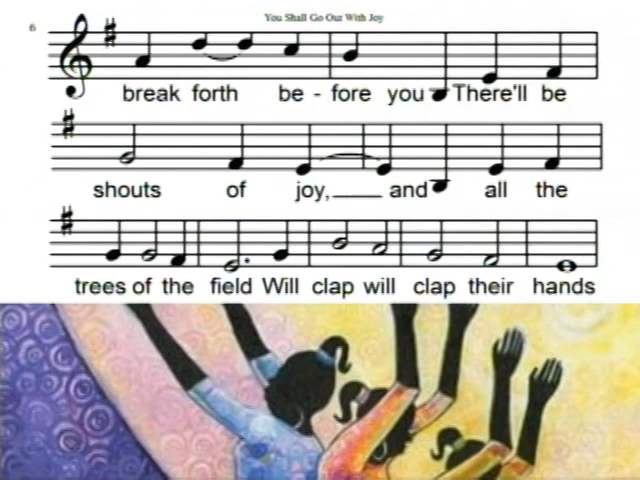 You Shall Go Out With Joy
6
break forth be - fore you There'll be
shouts of joy, and all the
trees of the field Will clap will clap their hands